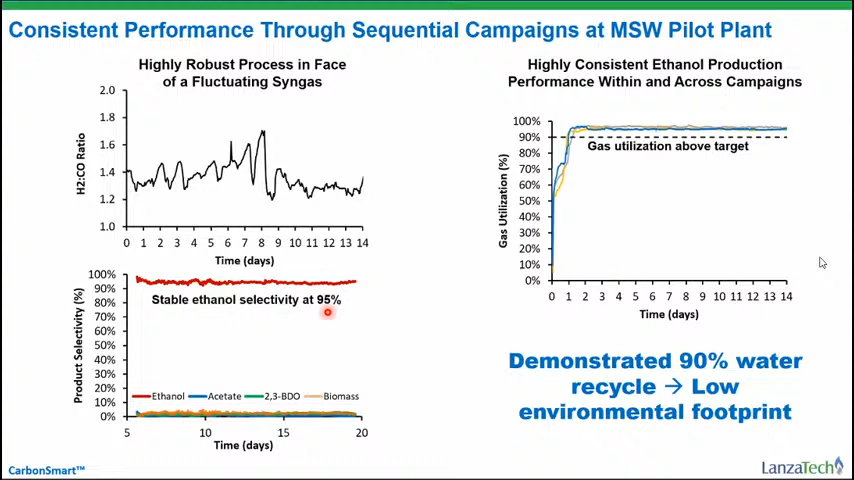 Consistent Performance Through Sequential Campaigns at MSW Pilot Plant
Highly Robust Process in Face
of a Fluctuating Syngas
2.0
1.8
1.6
1.4
1.2
1.0
H2:CO Ratio
0 1 2 3 4 5 6 7 8 9 10 11 12 13 14
Time (days)
100%
90%
80%
70%
60%
50%
40%
30%
20%
10%
0%
Product Selectivity (%)
Stable ethanol selectivity at 95%
Ethanol Acetate 2,3-BDO Biomass
5 10 15 20
Time (days)
Highly Consistent Ethanol Production
Performance Within and Across Campaigns
100%
90%
80%
70%
60%
50%
40%
30%
20%
10%
0%
Gas Utilization (%)
Gas utilization above target
0 1 2 3 4 5 6 7 8 9 10 11 12 13 14
Time (days)
Demonstrated 90% water
recycle → Low
environmental footprint
CarbonSmart™
LanzaTech